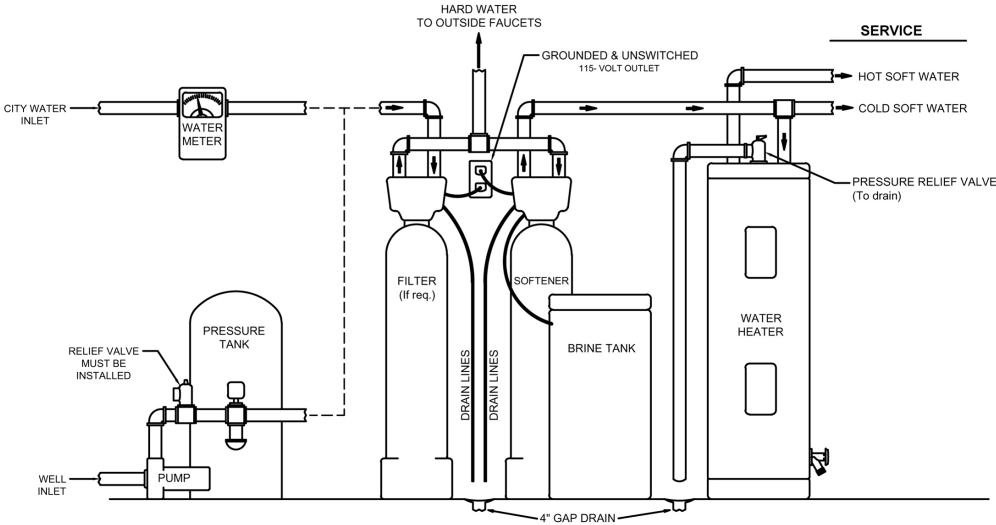 HARD WATER
TO OUTSIDE FAUCETS
SERVICE
GROUNDED & UNSWITCHED
115- VOLT OUTLET
HOT SOFT WATER
CITY WATER
INLET
COLD SOFT WATER
WATER
METER
PRESSURE RELIEF VALVE
(To drain)
FILTER
(If req.)
SOFTENER
WATER
HEATER
PRESSURE
TANK
BRINE TANK
RELIEF VALVE
MUST BE
INSTALLED
DRAIN LINES
DRAIN LINES
WELL
INLET
PUMP
4" GAP DRAIN